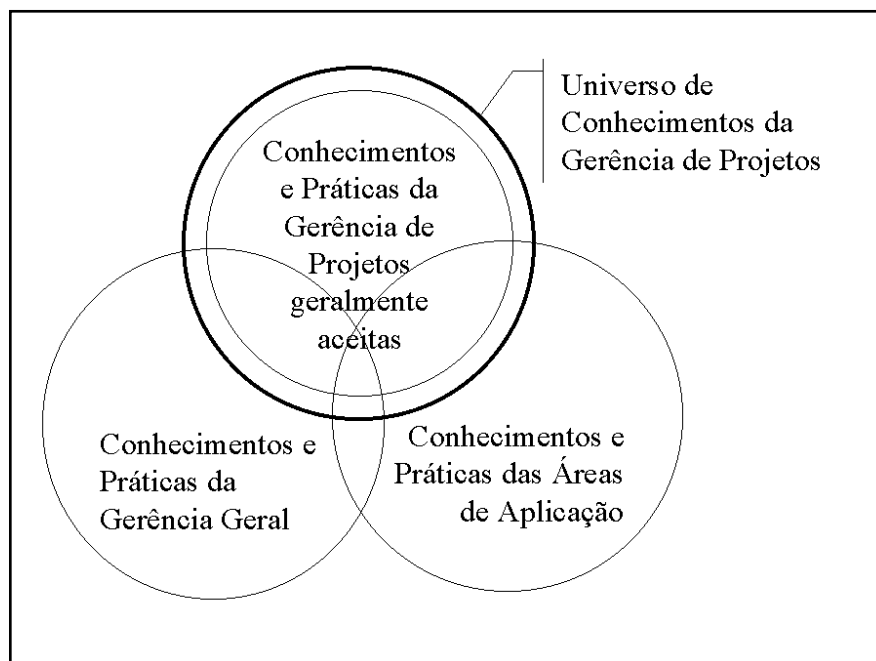 Universo de
Conhecimentos da
Gerência de Projetos
Conhecimentos
e Práticas da
Gerência de
Projetos
geralmente
aceitas
Conhecimentos e
Práticas da
Gerência Geral
Conhecimentos e
Práticas das Áreas
de Aplicação